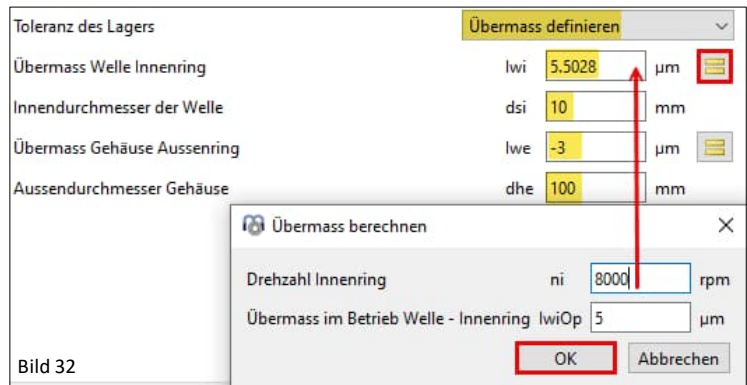 Toleranz des Lagers Übermass definieren
Übermass Welle Innenring Iwi 5.5028 µm
Innendurchmesser der Welle dsi 10 mm
Übermass Gehäuse Aussenring Iwe -3 µm
Aussendurchmesser Gehäuse dhe 100 mm
Übermass berechnen
Drehzahl Innenring ni 8000 rpm
Übermass im Betrieb Welle - Innenring IwiOp 5 µm
OK Abbrechen
Bild 32